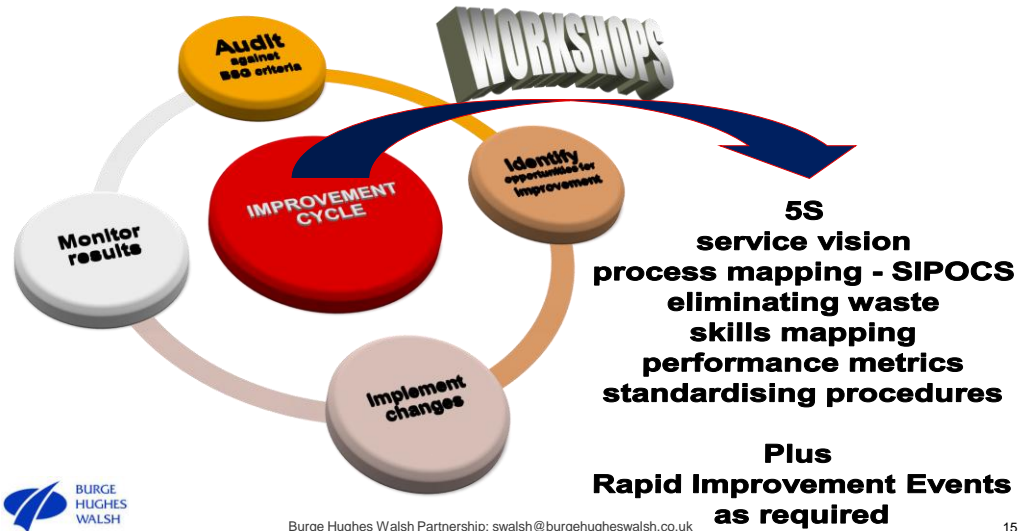 WORKSHOPS
Audit
against
BSG criteria
Identify
opportunities for
improvement
IMPROVEMENT
CYCLE
Monitor
results
Implement
changes
5S
service vision
process mapping - SIPOCS
eliminating waste
skills mapping
performance metrics
standardising procedures
Plus
Rapid Improvement Events
as required
BURGE
HUGHES
WALSH
Burge Hughes Walsh Partnership: swalsh@burgehugheswalsh.co.uk
15